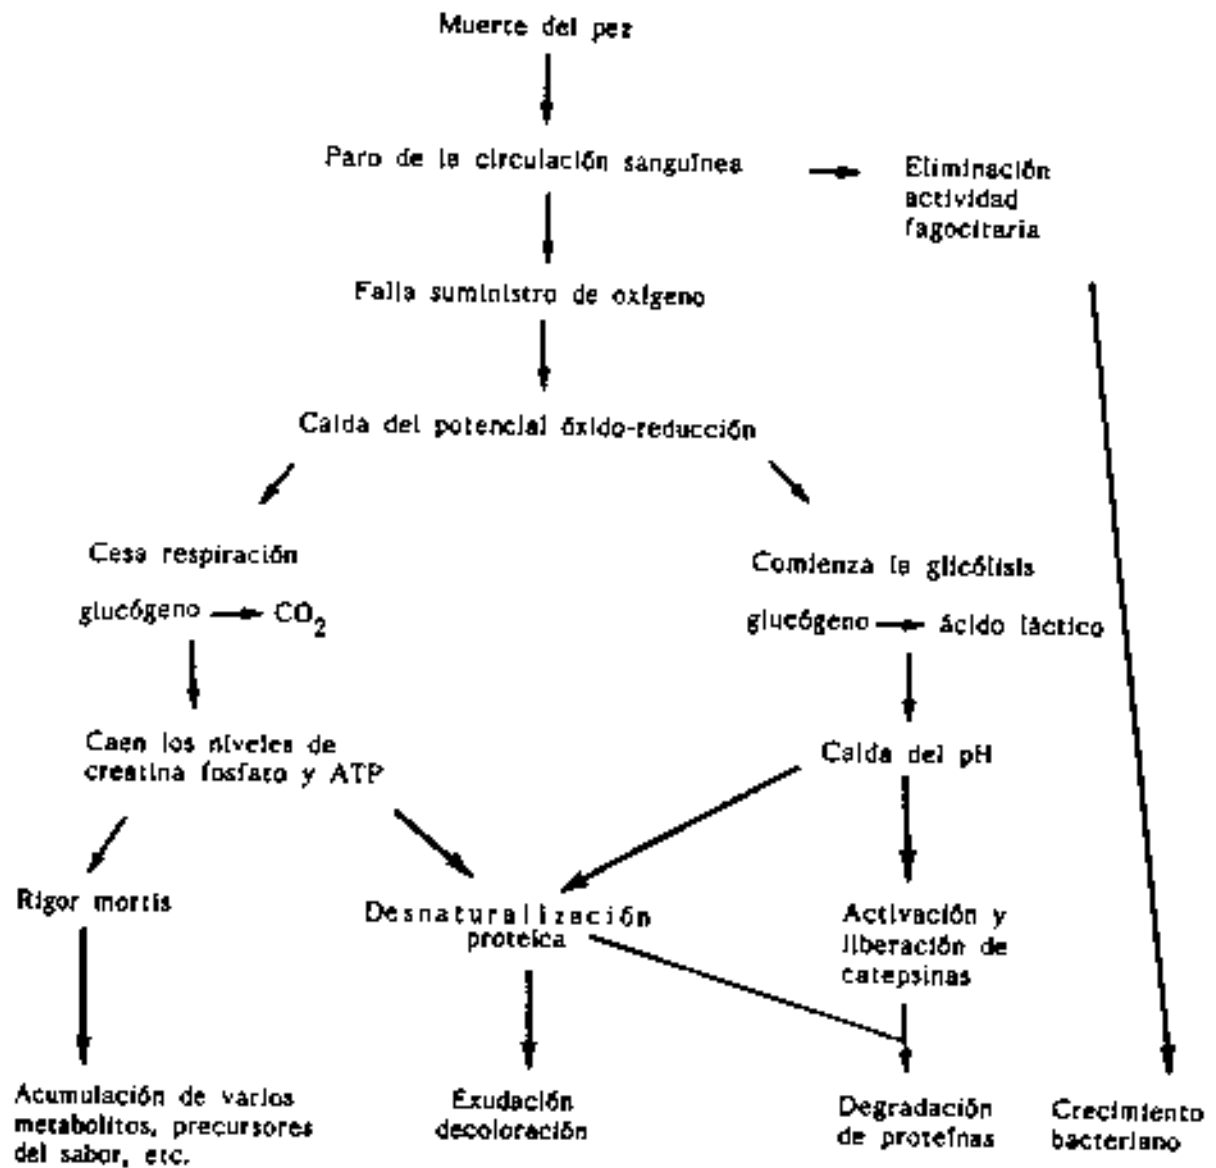 Muerte del pez
Paro de la circulación sanguínea
Eliminación
actividad
fagocitaria
Falla suministro de oxígeno
Caída del potencial óxido-reducción
Cesa respiración
glucógeno → CO₂
Comienza la glicólisis
glucógeno → ácido láctico
Caen los niveles de
creatina fosfato y ATP
Caída del pH
Rigor mortis
Desnaturalización
proteíca
Activación y
liberación de
catepsinas
Acumulación de varios
metabolitos, precursores
del sabor, etc.
Exudación
decoloración
Degradación
de proteínas
Crecimiento
bacteriano